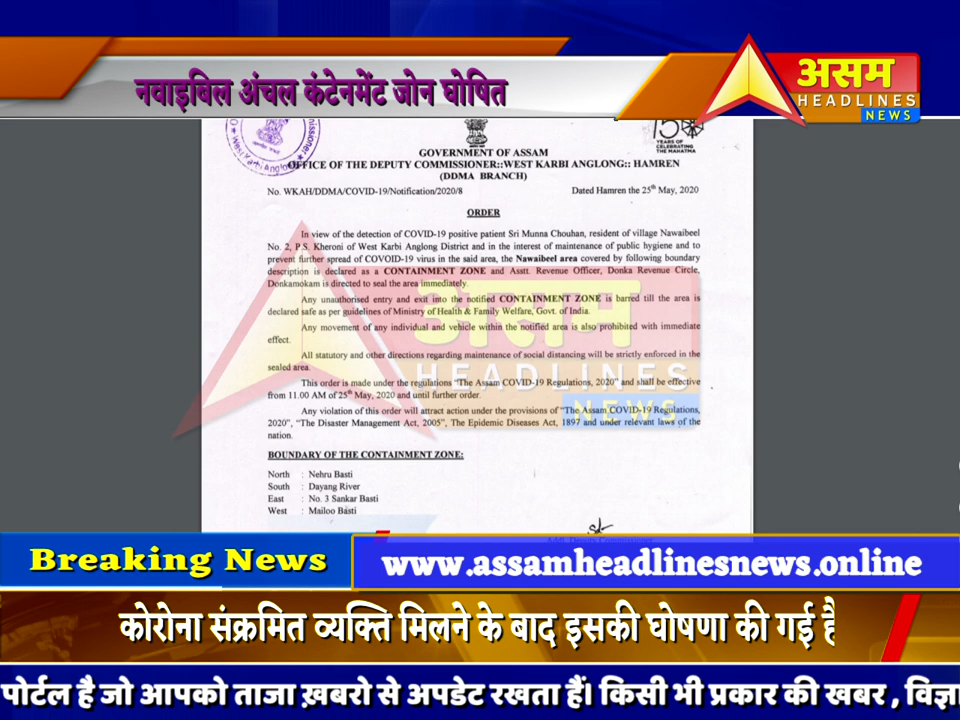 नवाइबिल अंचल कंटेनमेंट जोन घोषित
असम
HEADLINES
NEWS
150
YEARS OF
CELEBRATING
THE MAHATMA
GOVERNMENT OF ASSAM
OFFICE OF THE DEPUTY COMMISSIONER::WEST KARBI ANGLONG:: HAMREN
(DDMA BRANCH)
No. WKAH/DDMA/COVID-19/Notification/2020/8 Dated Hamren the 25th May, 2020
ORDER
In view of the detection of COVID-19 positive patient Sri Munna Chouhan, resident of village Nawaibeel
No. 2, P.S. Kheroni of West Karbi Anglong District and in the interest of maintenance of public hygiene and to
prevent further spread of COVOID-19 virus in the said area, the Nawaibeel area covered by following boundary
description is declared as a CONTAINMENT ZONE and Asstt. Revenue Officer, Donka Revenue Circle,
Donkamokam is directed to seal the area immediately.
Any unauthorised entry and exit into the notified CONTAINMENT ZONE is barred till the area is
declared safe as per guidelines of Ministry of Health & Family Welfare, Govt. of India.
Any movement of any individual and vehicle within the notified area is also prohibited with immediate
effect.
All statutory and other directions regarding maintenance of social distancing will be strictly enforced in the
sealed area.
This order is made under the regulations "The Assam COVID-19 Regulations, 2020" and shall be effective
from 11.00 AM of 25th May, 2020 and until further order.
Any violation of this order will attract action under the provisions of "The Assam COVID-19 Regulations,
2020", "The Disaster Management Act, 2005", The Epidemic Diseases Act, 1897 and under relevant laws of the
nation.
BOUNDARY OF THE CONTAINMENT ZONE:
North : Nehru Basti
South : Dayang River
East : No. 3 Sankar Basti
West : Mailoo Basti
असम
HEADLINES
NEWS
Breaking News
www.assamheadlinesnews.online
कोरोना संक्रमित व्यक्ति मिलने के बाद इसकी घोषणा की गई है
पोर्टल है जो आपको ताजा ख़बरो से अपडेट रखता हैं। किसी भी प्रकार की खबर , विज्ञा